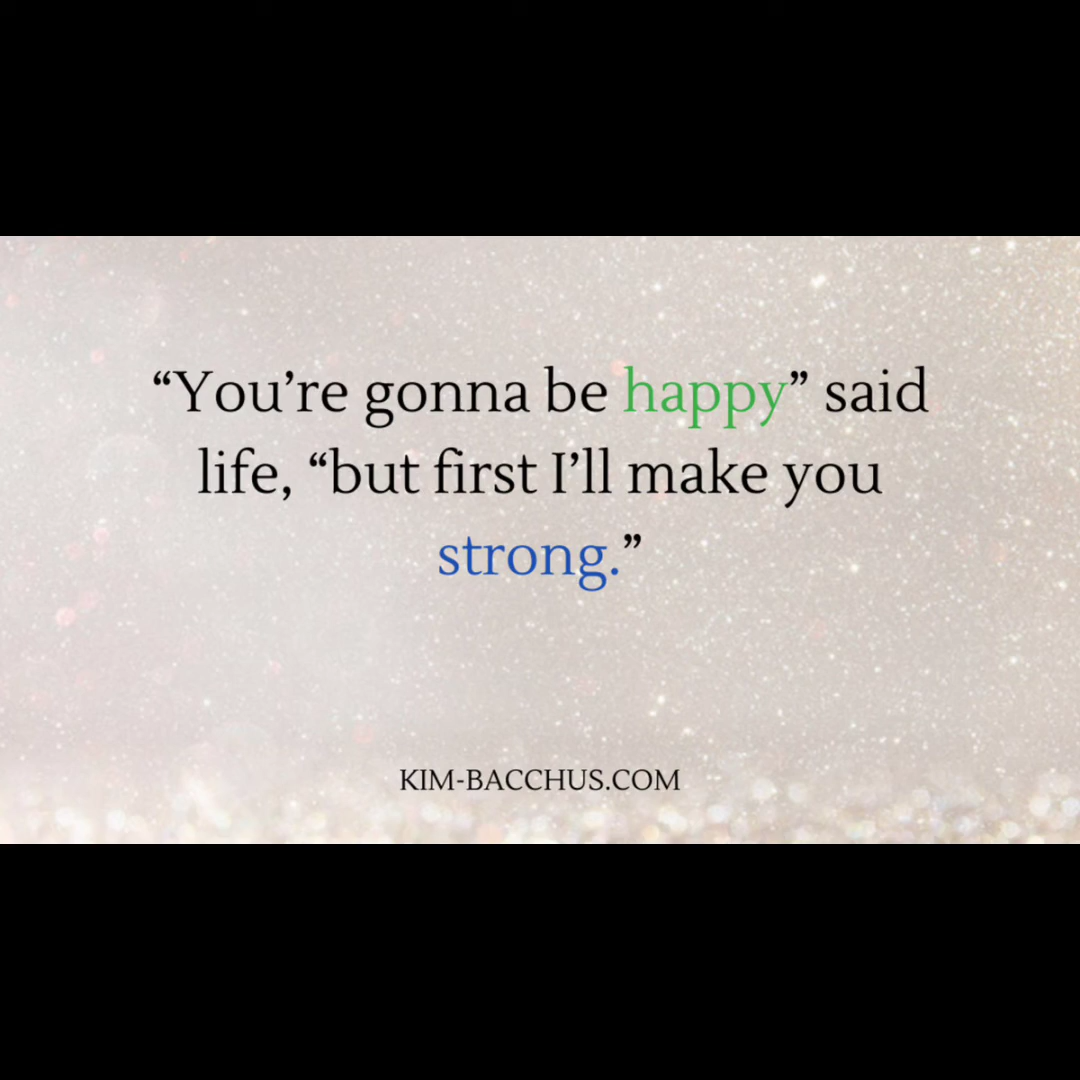 “You’re gonna be happy” said
life, “but first I’ll make you
strong.”
KIM-BACCHUS.COM